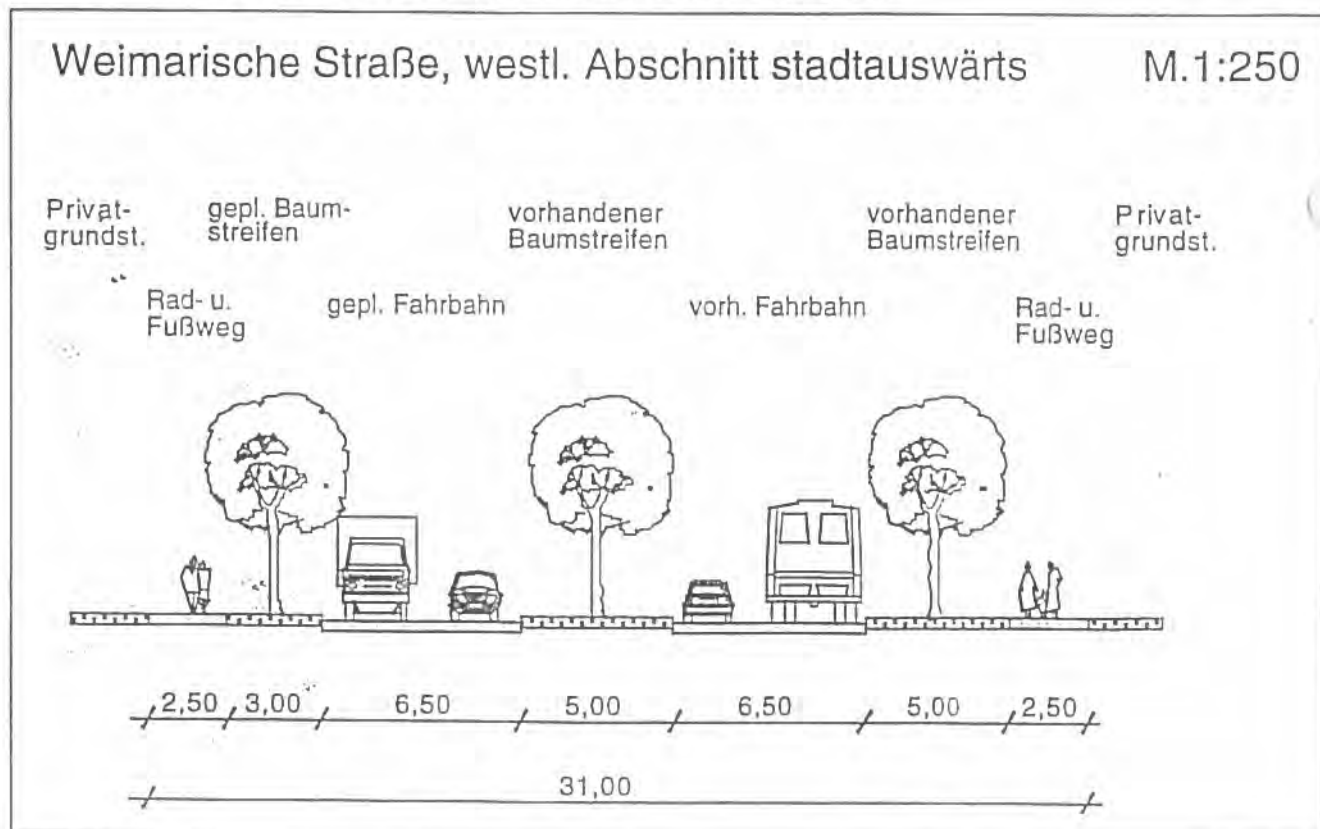 Weimarische Straße, westl. Abschnitt stadtauswärts M.1:250
Privat-
grundst.
gepl. Baum-
streifen
vorhandener
Baumstreifen
vorhandener
Baumstreifen
Privat-
grundst.
Rad- u.
Fußweg
gepl. Fahrbahn
vorh. Fahrbahn
Rad- u.
Fußweg
2,50 3,00 6,50 5,00 6,50 5,00 2,50
31,00